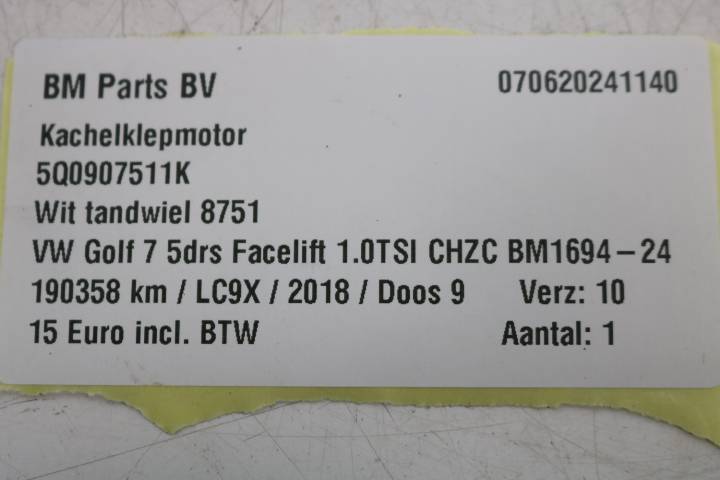 BM Parts BV 070620241140
Kachelklepmotor
5Q0907511K
Wit tandwiel 8751
VW Golf 7 5drs Facelift 1.0TSI CHZC BM1694-24
190358 km / LC9X / 2018 / Doos 9 Verz: 10
15 Euro incl. BTW Aantal: 1